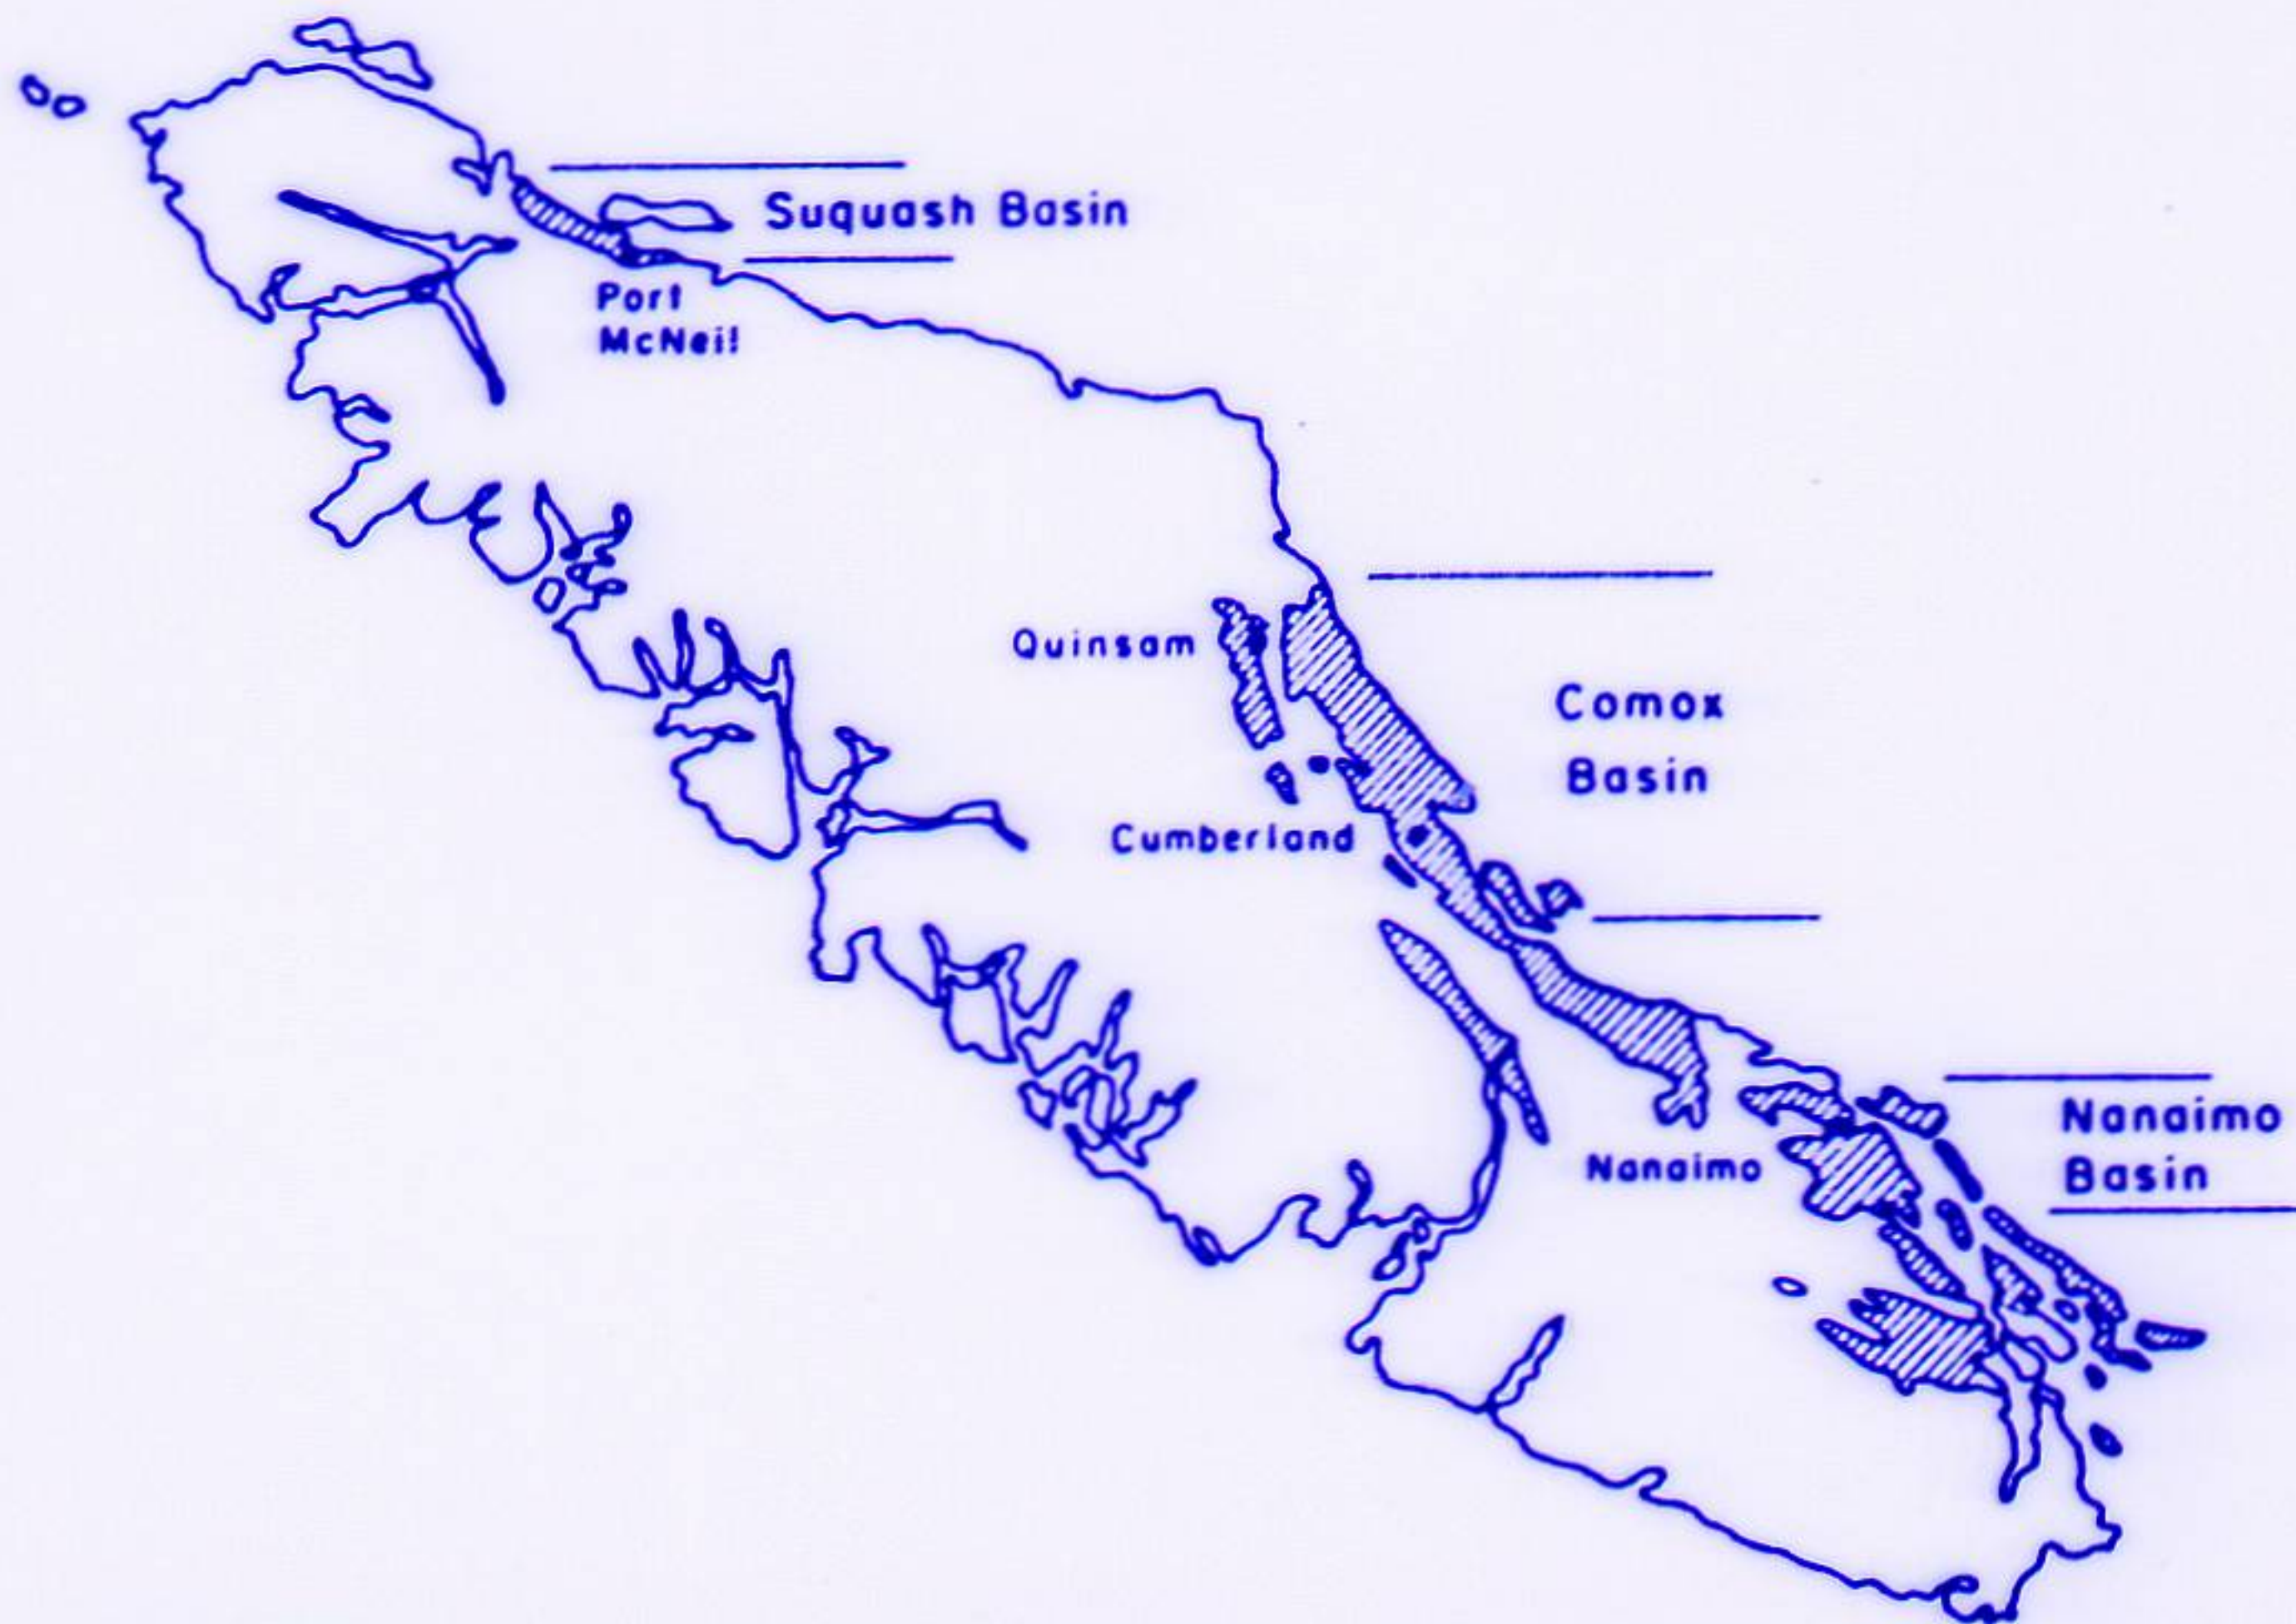 Suquash Basin
Port
McNeil
Quinsam
Comox
Basin
Cumberland
Nanaimo
Basin
Nanaimo